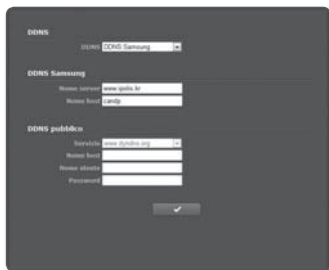 DDNS
DDNS DDNS Samsung
DDNS Samsung
Nome server www.ipolis.kr
Nome host candp
DDNS pubblico
Servizio www.dyndns.org
Nome host
Nome utente
Password